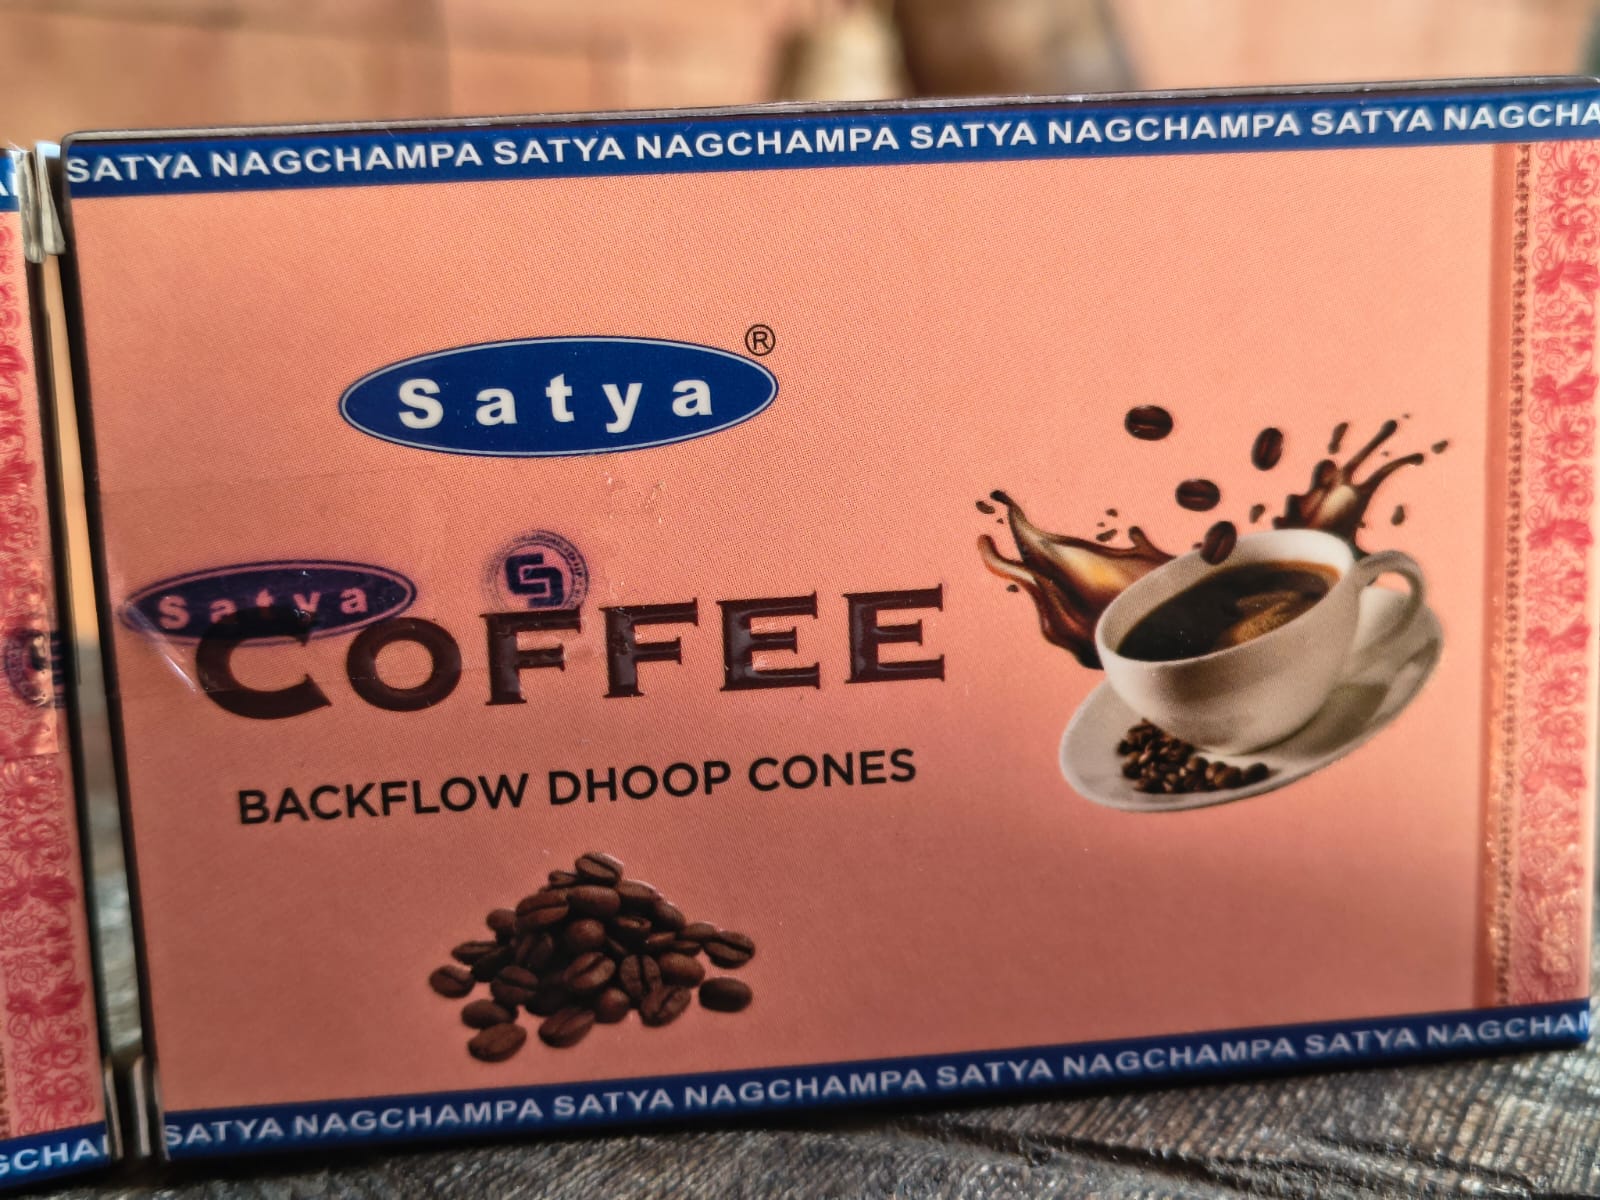 SATYA NAGCHAMPA SATYA NAGCHAMPA SATYA NAGCHAMPA SATYA NAGCHA
Satya®
Satya
COFFEE
BACKFLOW DHOOP CONES
SATYA NAGCHAMPA SATYA NAGCHAMPA SATYA NAGCHAMPA SATYA NAGCHAM
GCHAM